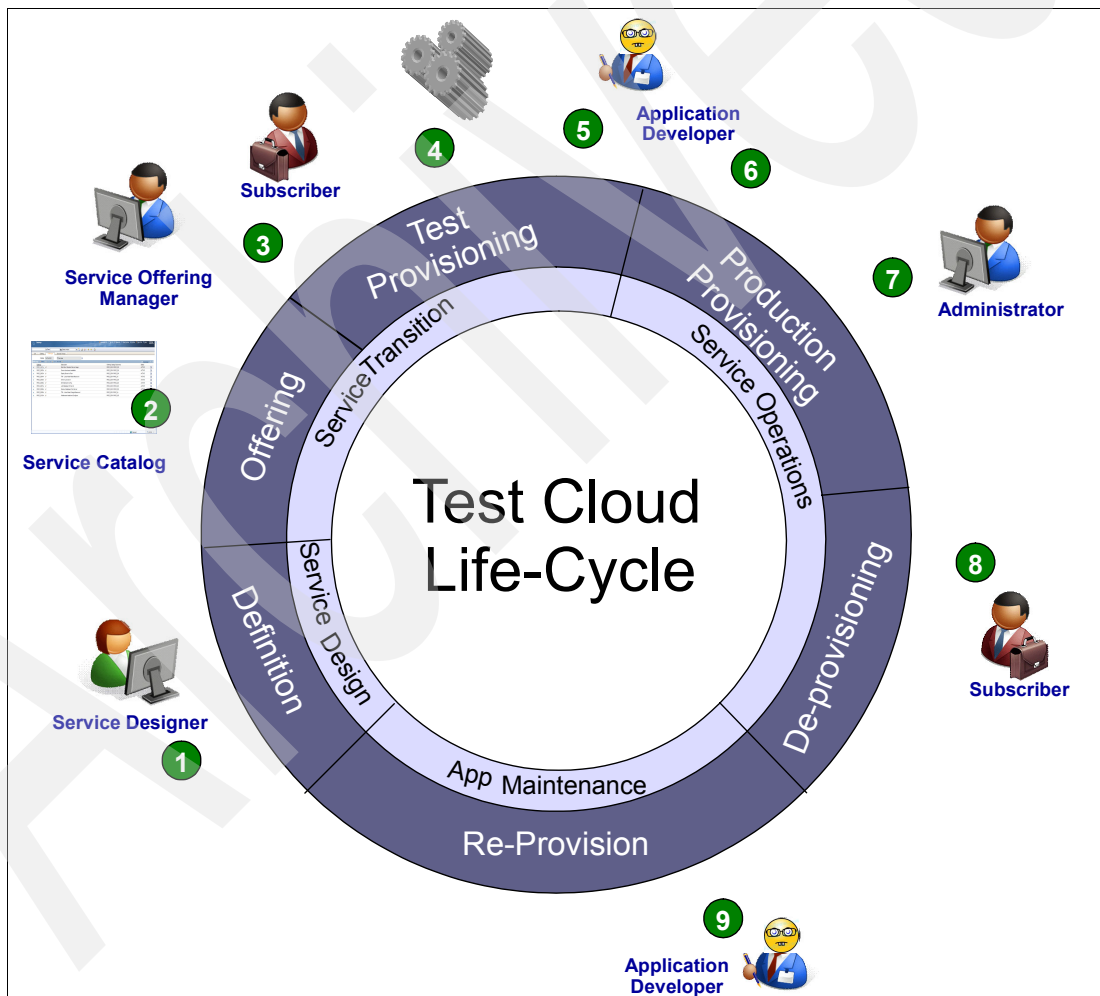 4
5
Application
Developer
6
Subscriber
3
Service Offering
Manager
7
Administrator
2
Service Catalog
Test
Provisioning
Production
Provisioning
Offering
Service Transition
Service Operations
Test Cloud
Life-Cycle
Definition
Service Design
De-provisioning
8
Subscriber
Service Designer
1
App Maintenance
Re-Provision
9
Application
Developer